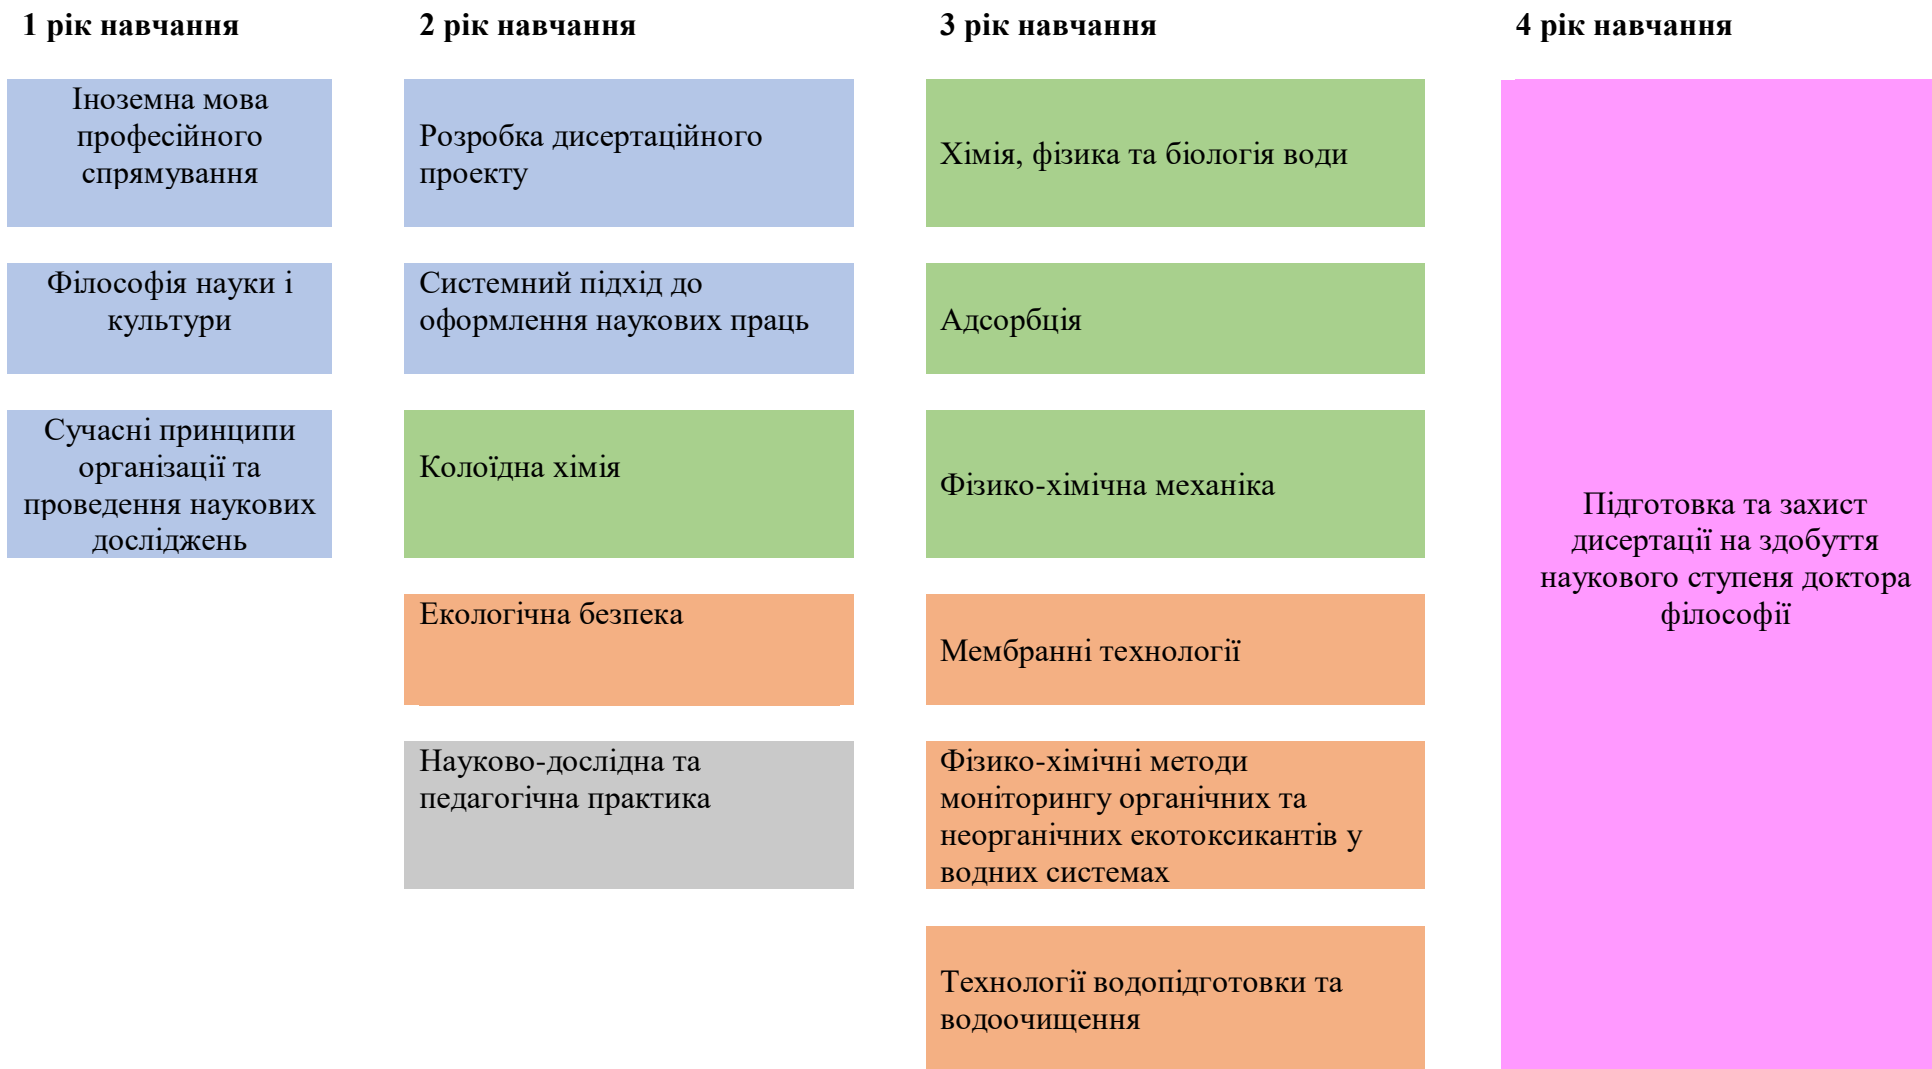 1 рік навчання
2 рік навчання
3 рік навчання
4 рік навчання
Іноземна мова
професійного
спрямування
Розробка дисертаційного
проекту
Хімія, фізика та біологія води
Філософія науки і
культури
Системний підхід до
оформлення наукових праць
Адсорбція
Сучасні принципи
організації та
проведення наукових
досліджень
Колоїдна хімія
Фізико-хімічна механіка
Екологічна безпека
Мембранні технології
Науково-дослідна та
педагогічна практика
Фізико-хімічні методи
моніторингу органічних та
неорганічних екотоксикантів у
водних системах
Технології водопідготовки та
водоочищення
Підготовка та захист
дисертації на здобуття
наукового ступеня доктора
філософії